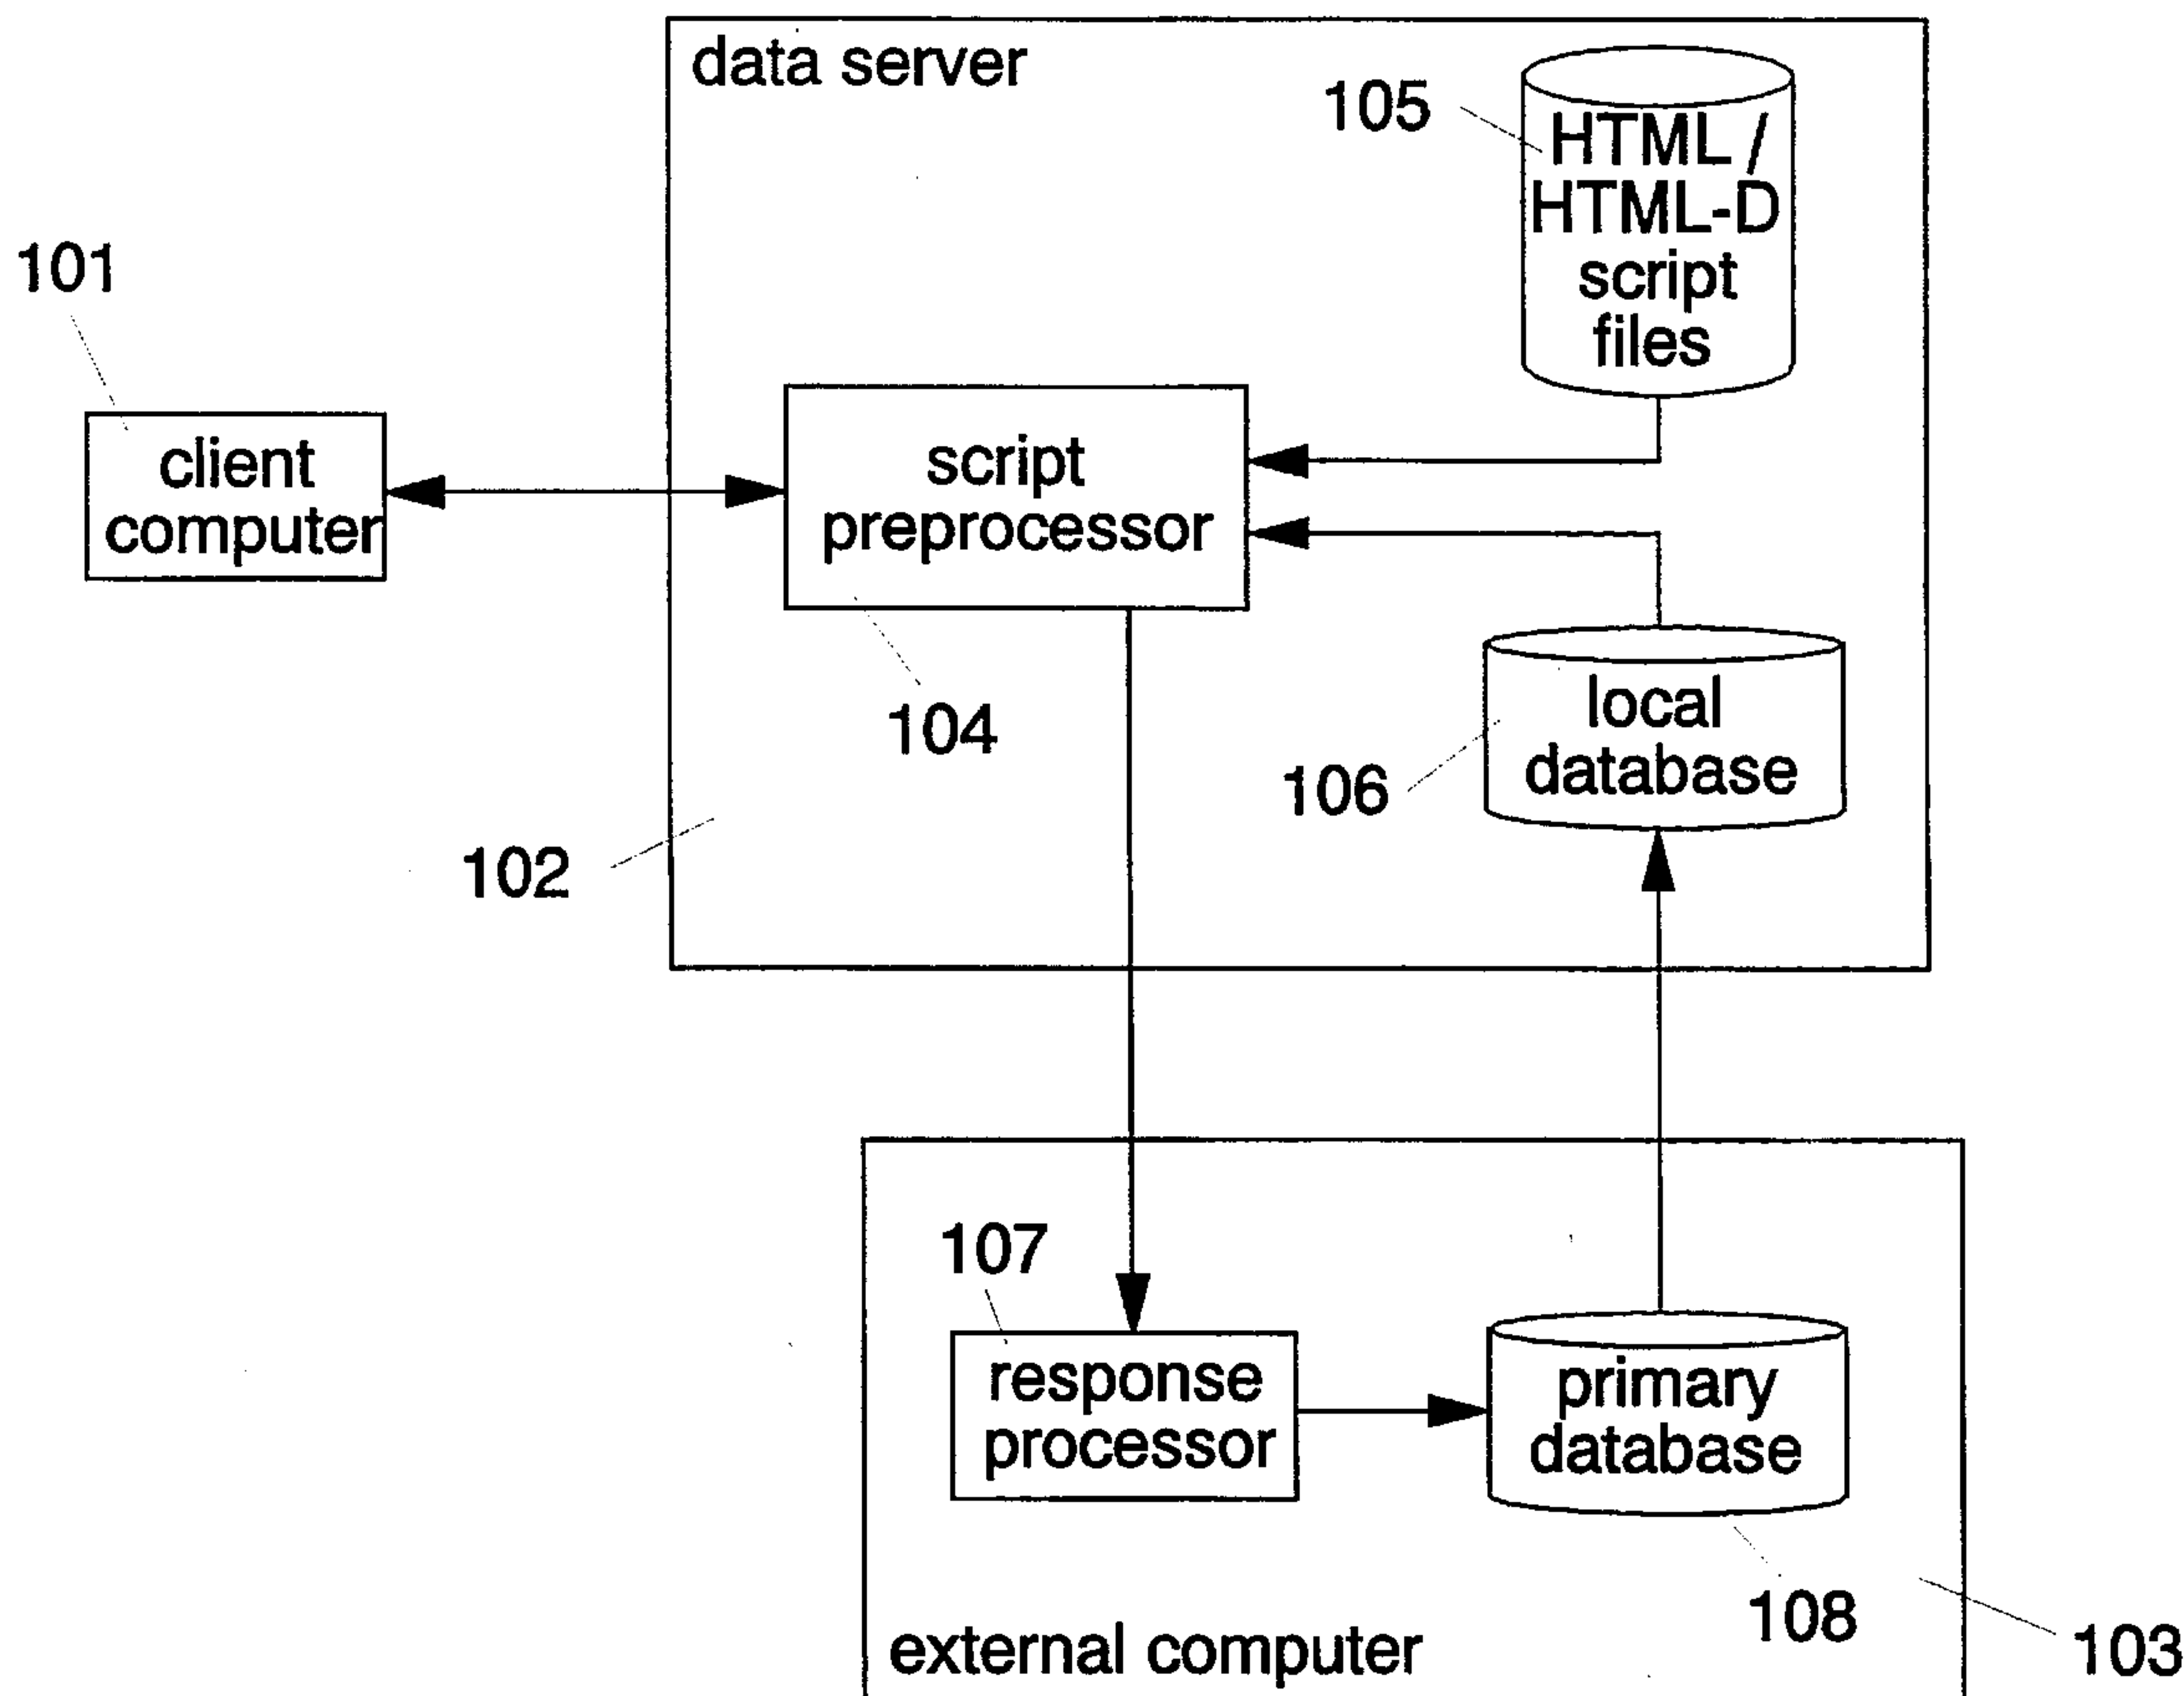 data server
105
HTML /
HTML-D
script
files
101
client
computer
script
preprocessor
104
local
database
106
102
107
response
processor
primary
database
108
external computer
103